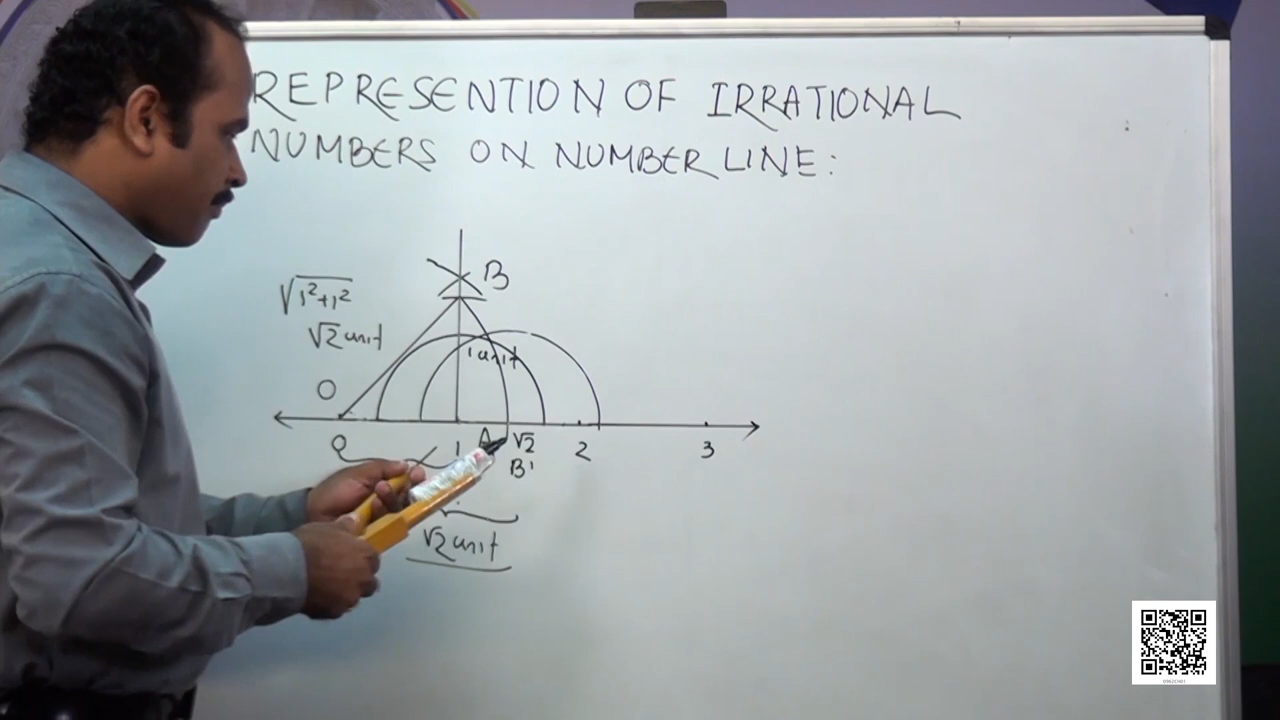 REPRESENTION OF IRRATIONAL
NUMBERS ON NUMBER LINE:
B
√1²+1²
√2 unit
1 unit
O
0 1 A √2 2 3
B'
√2 unit